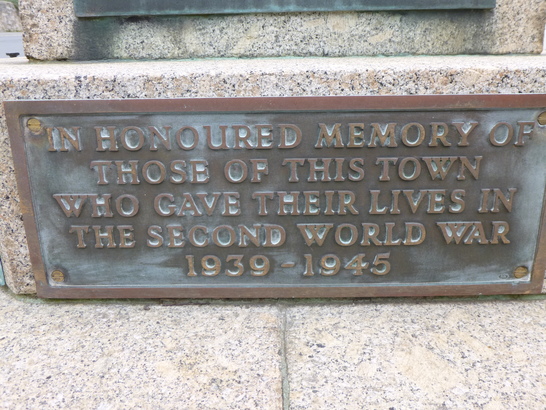 IN HONOURED MEMORY OF
THOSE OF THIS TOWN
WHO GAVE THEIR LIVES IN
THE SECOND WORLD WAR
1939 - 1945